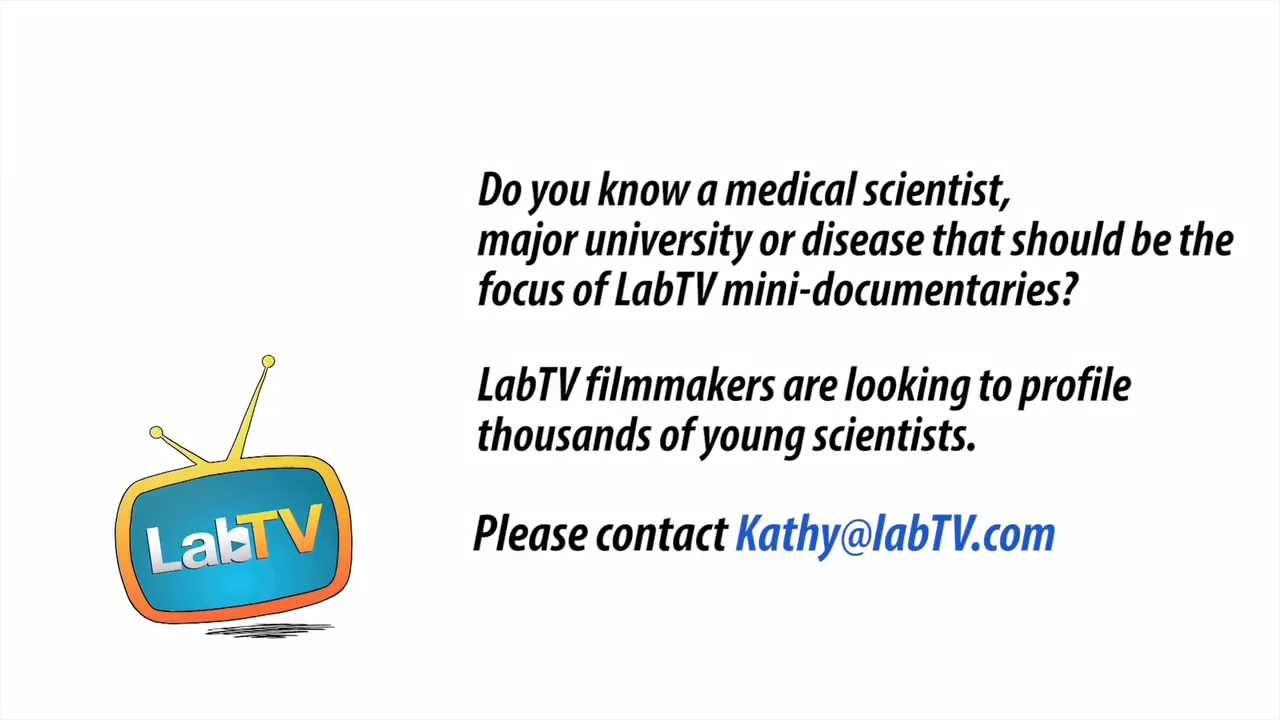 Do you know a medical scientist,
major university or disease that should be the
focus of LabTV mini-documentaries?
LabTV filmmakers are looking to profile
thousands of young scientists.
Please contact Kathy@labTV.com
LabTV